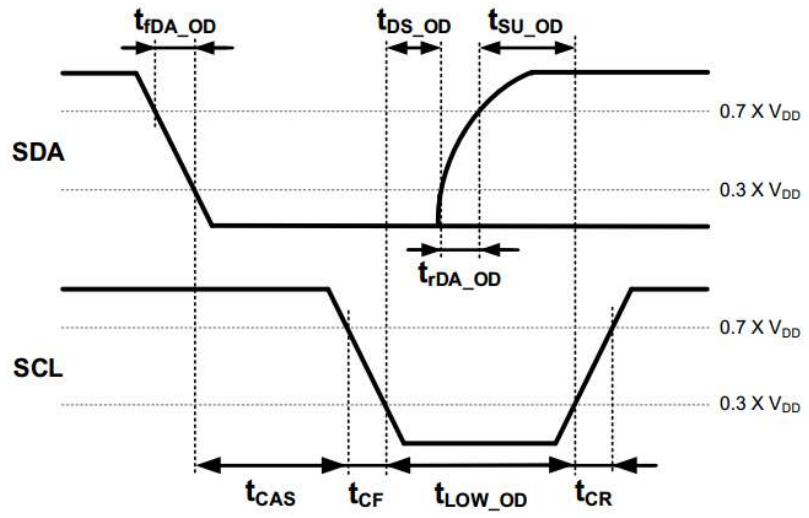 tfDA_OD tDS_OD tSU_OD
0.7 X VDD
SDA
0.3 X VDD
trDA_OD
0.7 X VDD
SCL
0.3 X VDD
tCAS tCF tLOW_OD tCR